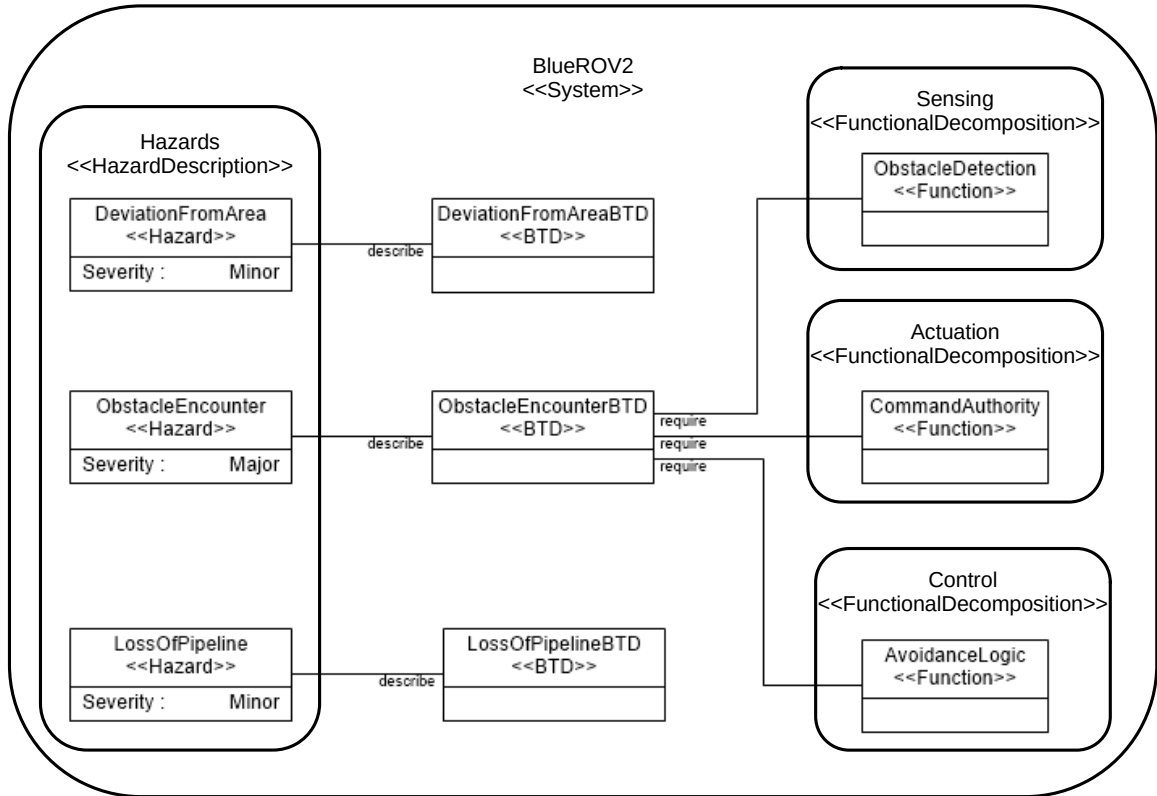 BlueROV2
<<System>>
Hazards
<<HazardDescription>>
DeviationFromArea
<<Hazard>>
Severity : Minor
describe
DeviationFromAreaBTD
<<BTD>>
ObstacleEncounter
<<Hazard>>
Severity : Major
describe
ObstacleEncounterBTD
<<BTD>>
require
require
require
LossOfPipeline
<<Hazard>>
Severity : Minor
describe
LossOfPipelineBTD
<<BTD>>
Sensing
<<FunctionalDecomposition>>
ObstacleDetection
<<Function>>
Actuation
<<FunctionalDecomposition>>
CommandAuthority
<<Function>>
Control
<<FunctionalDecomposition>>
AvoidanceLogic
<<Function>>